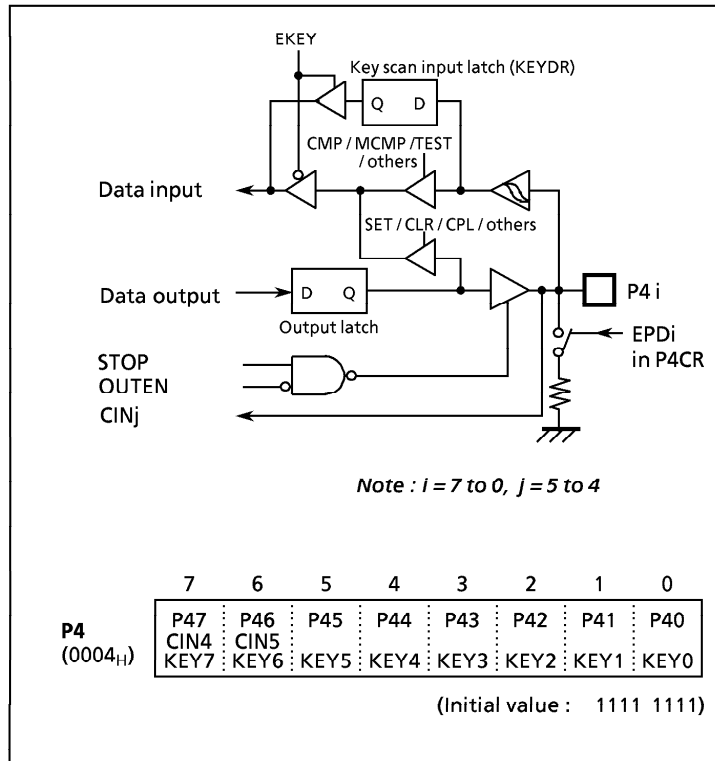 EKEY
Key scan input latch (KEYDR)
Q D
CMP / MCMP /TEST
/ others
Data input
SET / CLR / CPL / others
Data output
D Q
P4 i
Output latch
EPDi
in P4CR
STOP
OUTEN
CINj
Note : i = 7 to 0, j = 5 to 4
7 6 5 4 3 2 1 0
P4
(0004H)
P47 P46 P45 P44 P43 P42 P41 P40
CIN4 CIN5
KEY7 KEY6 KEY5 KEY4 KEY3 KEY2 KEY1 KEY0
(Initial value : 1111 1111)